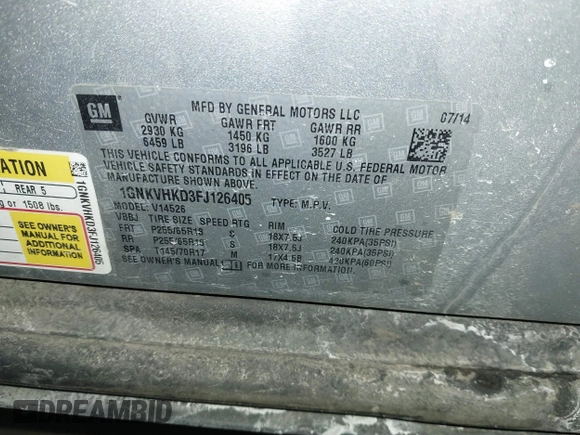 GM
MFD BY GENERAL MOTORS LLC
07/14
GVWR GAWR FRT GAWR RR
2930 KG 1450 KG 1600 KG
6459 LB 3196 LB 3527 LB
THIS VEHICLE CONFORMS TO ALL APPLICABLE U.S. FEDERAL MOTOR
VEHICLE SAFETY STANDARDS IN EFFECT ON THE DATE OF
MANUFACTURE SHOWN ABOVE.
1GNKVHKD3FJ126405 TYPE: M.P.V.
MODEL: V14526
VBBJ TIRE SIZE SPEED RTG RIM COLD TIRE PRESSURE
FRT P255/65R18 S 18X7.5J 240KPA(35PSI)
RR P255/65R18 S 18X7.5J 240KPA(35PSI)
SPA T145/70R17 M 17X4.5B 420KPA(60PSI)
SEE OWNER'S MANUAL FOR MORE INFORMATION.
REAR 5
or 1508 lbs.
SEE OWNER'S
MANUAL FOR
ADDITIONAL
INFORMATION
1GNKVHKD3FJ126405
DREAMBID